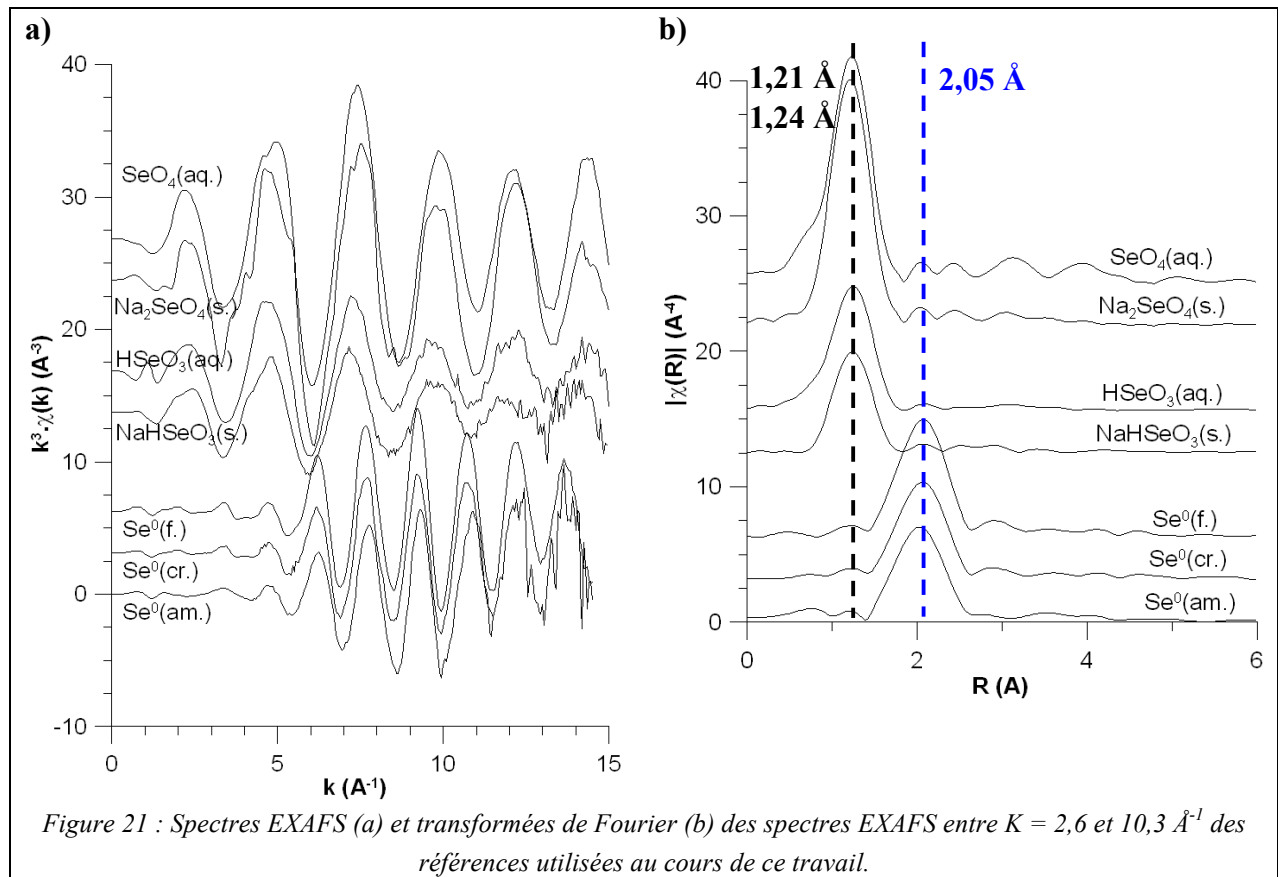 a)
40
30
20
10
0
-10
k³.χ(k) (A⁻³)
SeO₄(aq.)
Na₂SeO₄(s.)
HSeO₃(aq.)
NaHSeO₃(s.)
Se⁰(f.)
Se⁰(cr.)
Se⁰(am.)
0 5 10 15
k (A⁻¹)
b)
1,21 Å
1,24 Å
2,05 Å
40
30
20
10
0
|χ(R)| (A⁻⁴)
SeO₄(aq.)
Na₂SeO₄(s.)
HSeO₃(aq.)
NaHSeO₃(s.)
Se⁰(f.)
Se⁰(cr.)
Se⁰(am.)
0 2 4 6
R (A)
Figure 21 : Spectres EXAFS (a) et transformées de Fourier (b) des spectres EXAFS entre K = 2,6 et 10,3 Å⁻¹ des
références utilisées au cours de ce travail.